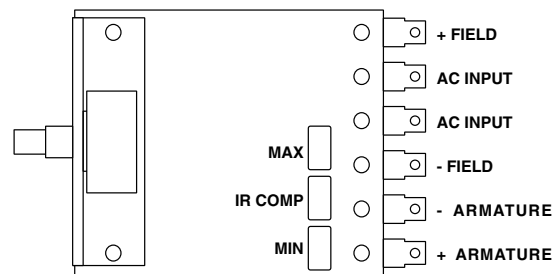 + FIELD
AC INPUT
AC INPUT
MAX
- FIELD
IR COMP
- ARMATURE
MIN
+ ARMATURE